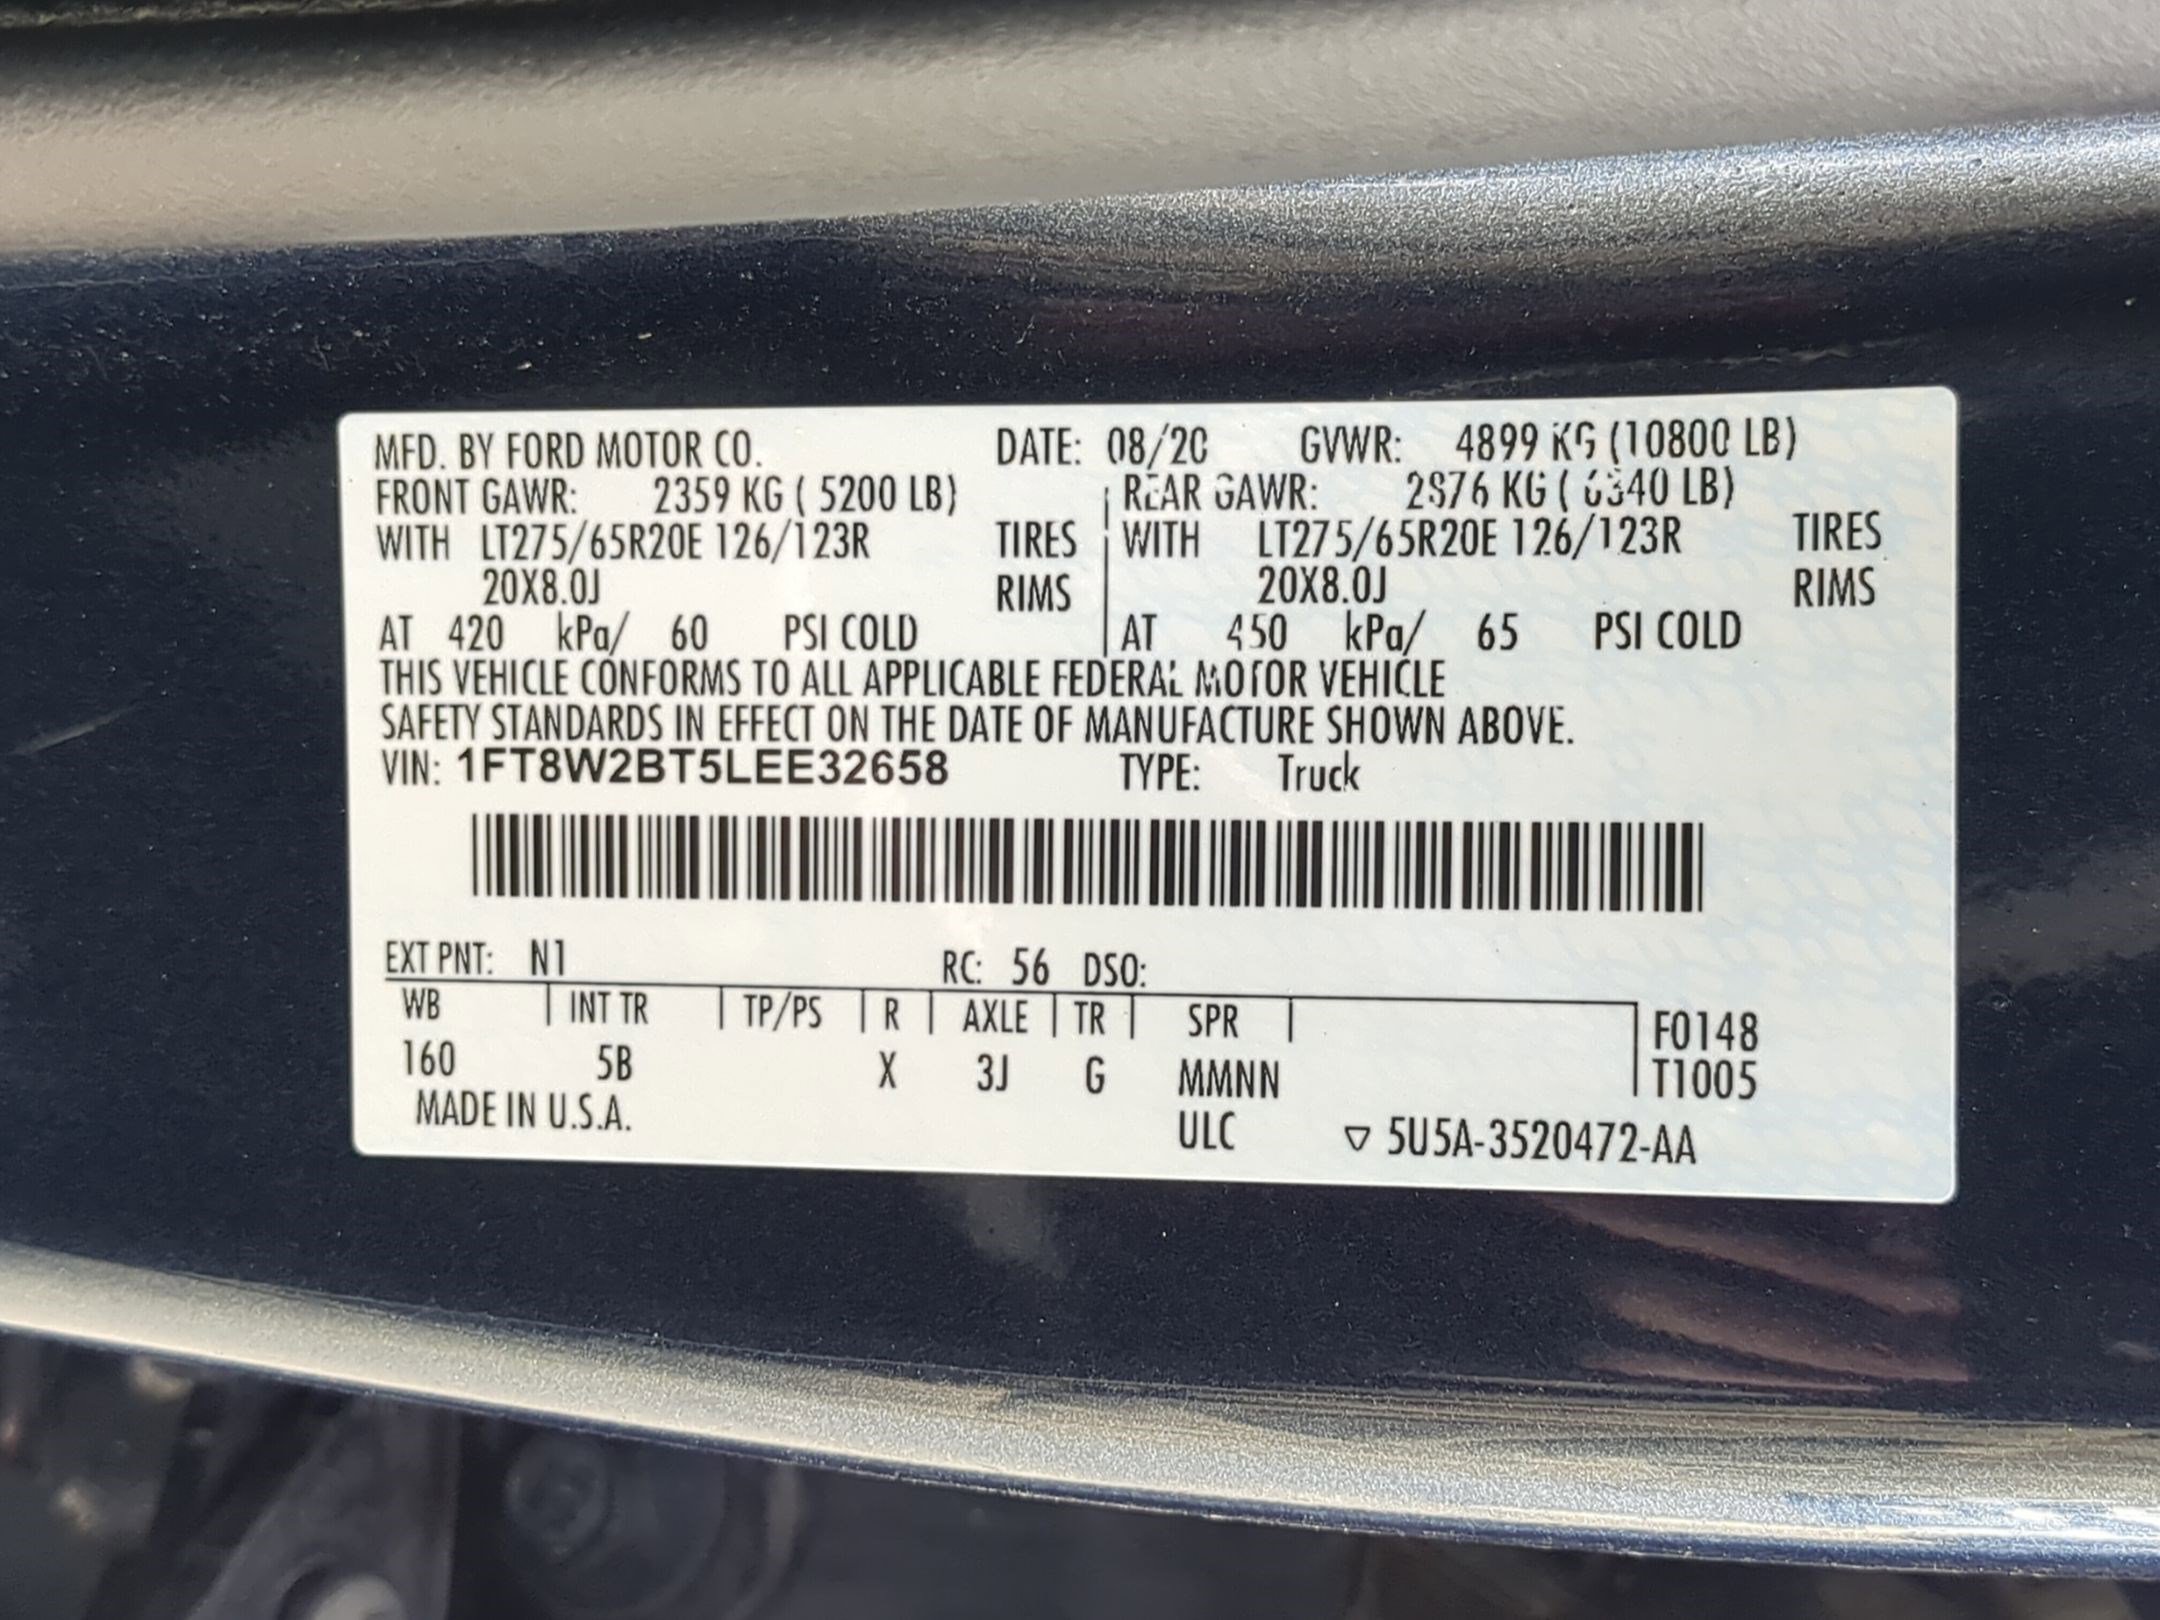 MFD. BY FORD MOTOR CO. DATE: 08/20 GVWR: 4899 KG (10800 LB)
FRONT GAWR: 2359 KG ( 5200 LB) REAR GAWR: 2876 KG ( 6340 LB)
WITH LT275/65R20E 126/123R TIRES WITH LT275/65R20E 126/123R TIRES
20X8.0J RIMS 20X8.0J RIMS
AT 420 kPa/ 60 PSI COLD AT 450 kPa/ 65 PSI COLD
THIS VEHICLE CONFORMS TO ALL APPLICABLE FEDERAL MOTOR VEHICLE
SAFETY STANDARDS IN EFFECT ON THE DATE OF MANUFACTURE SHOWN ABOVE.
VIN: 1FT8W2BT5LEE32658 TYPE: Truck
EXT PNT: N1 RC: 56 DSO:
WB INT TR TP/PS R AXLE TR SPR F0148
160 5B X 3J G MMNN T1005
MADE IN U.S.A. ULC ▽ 5U5A-3520472-AA